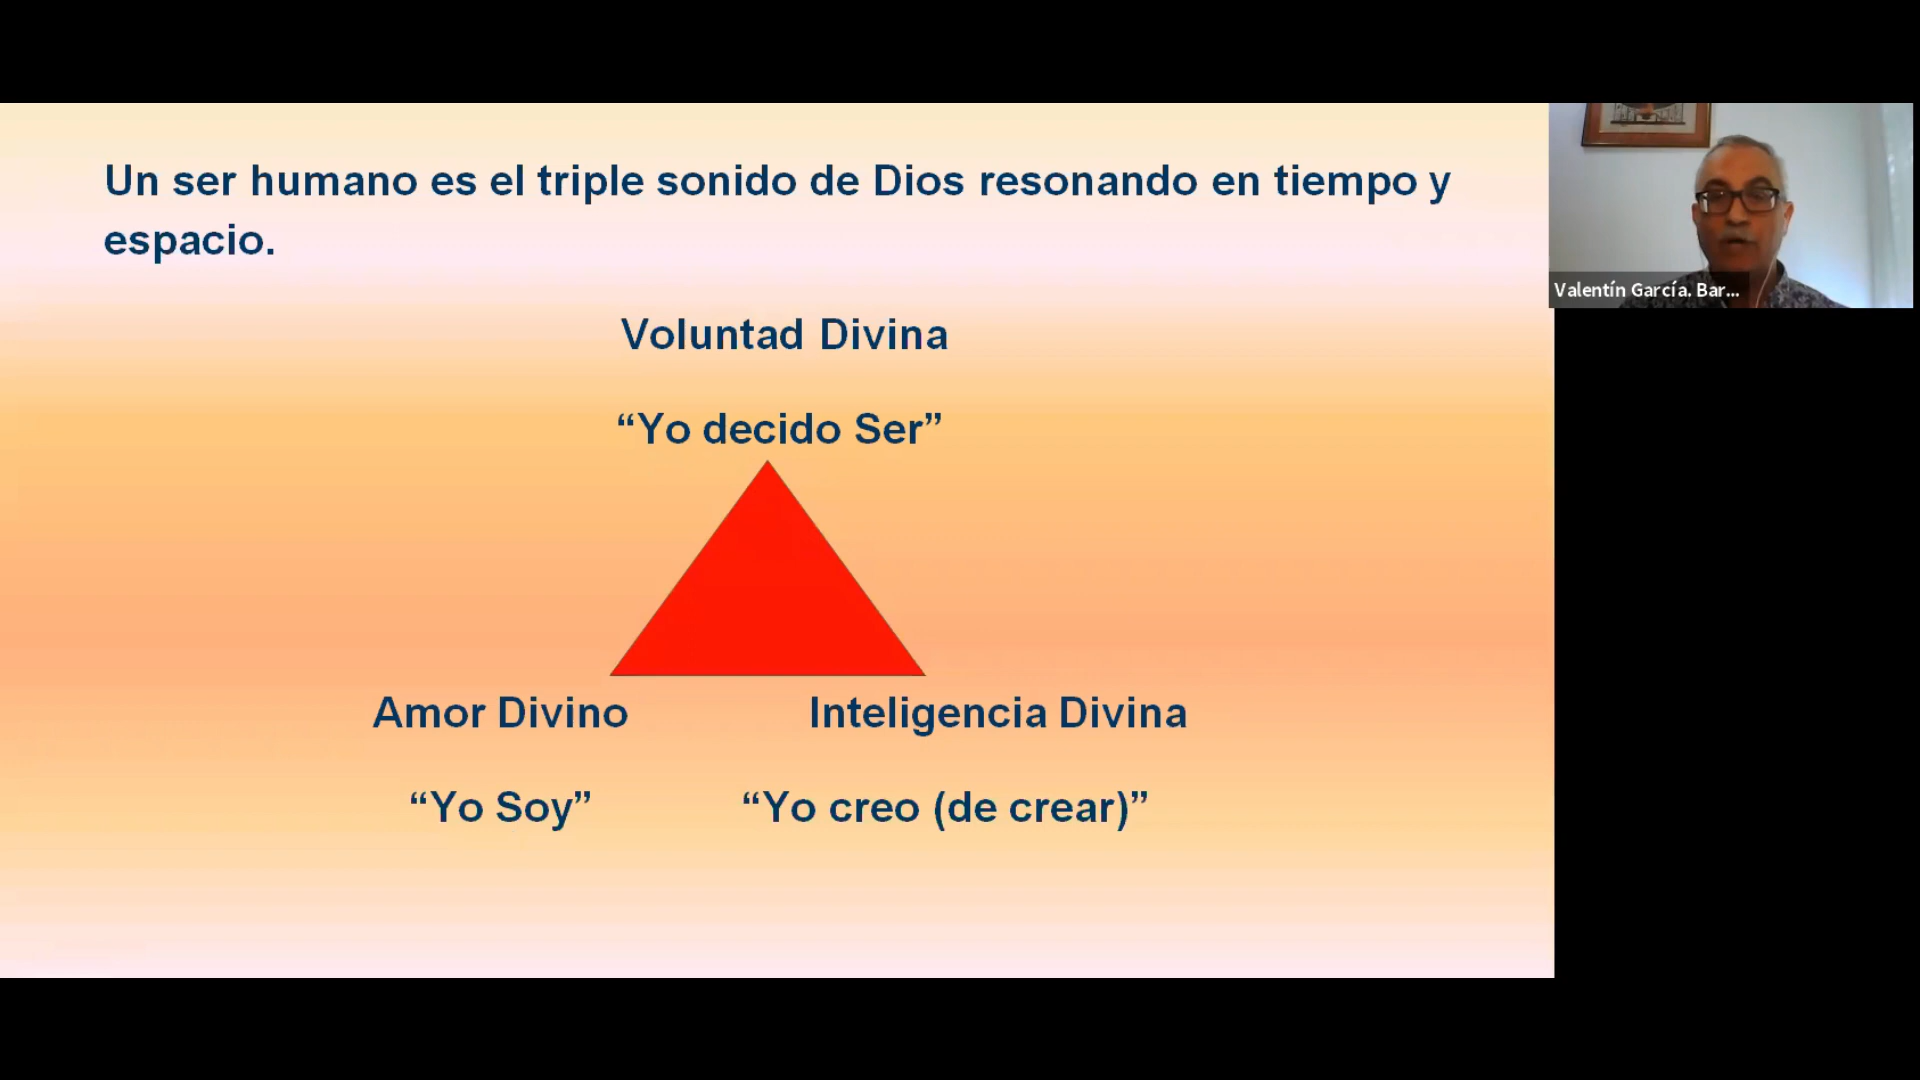 Un ser humano es el triple sonido de Dios resonando en tiempo y
espacio.
Voluntad Divina
“Yo decido Ser”
Amor Divino Inteligencia Divina
“Yo Soy” “Yo creo (de crear)”
Valentín García. Bar...